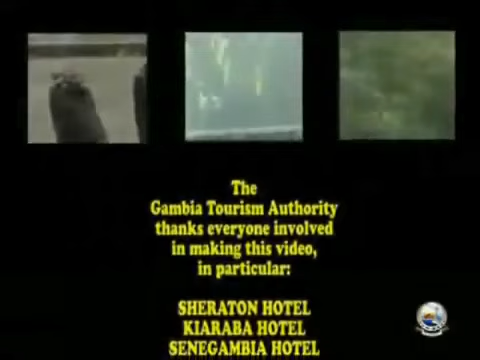 The
Gambia Tourism Authority
thanks everyone involved
in making this video,
in particular:
SHERATON HOTEL
KIARABA HOTEL
SENEGAMBIA HOTEL